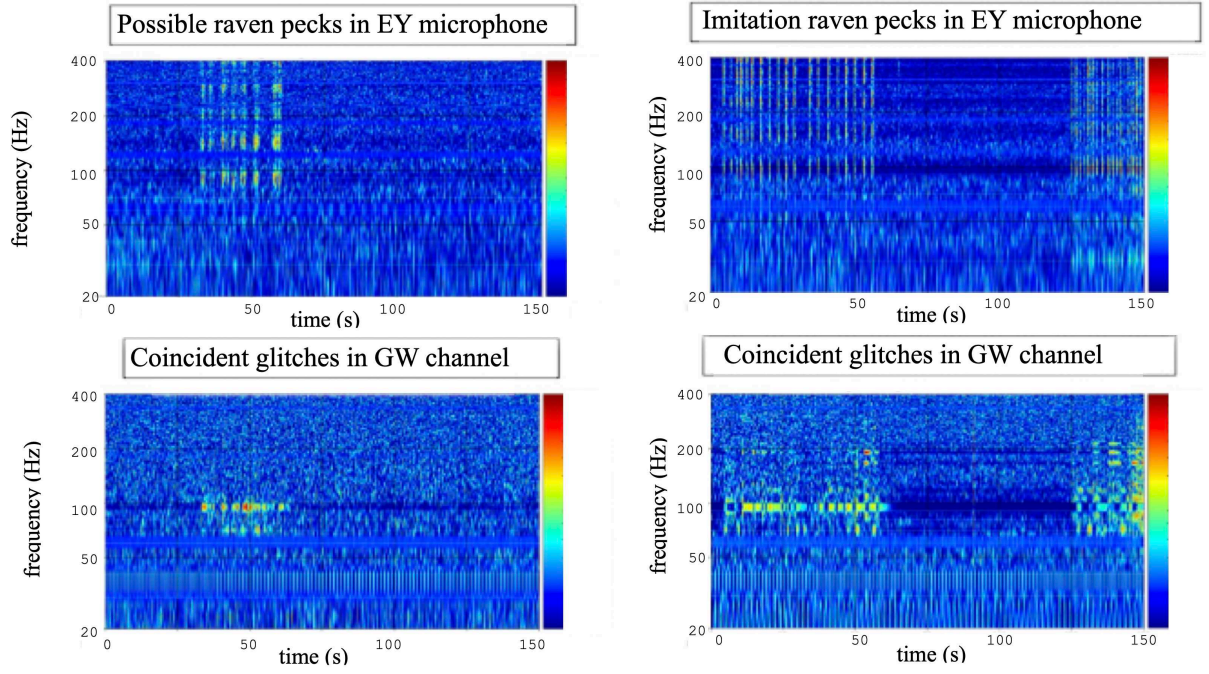 Possible raven pecks in EY microphone
400
200
100
50
20
frequency (Hz)
0 50 100 150
time (s)
Imitation raven pecks in EY microphone
400
200
100
50
20
frequency (Hz)
0 50 100 150
time (s)
Coincident glitches in GW channel
400
200
100
50
20
frequency (Hz)
0 50 100 150
time (s)
Coincident glitches in GW channel
400
200
100
50
20
frequency (Hz)
0 50 100 150
time (s)